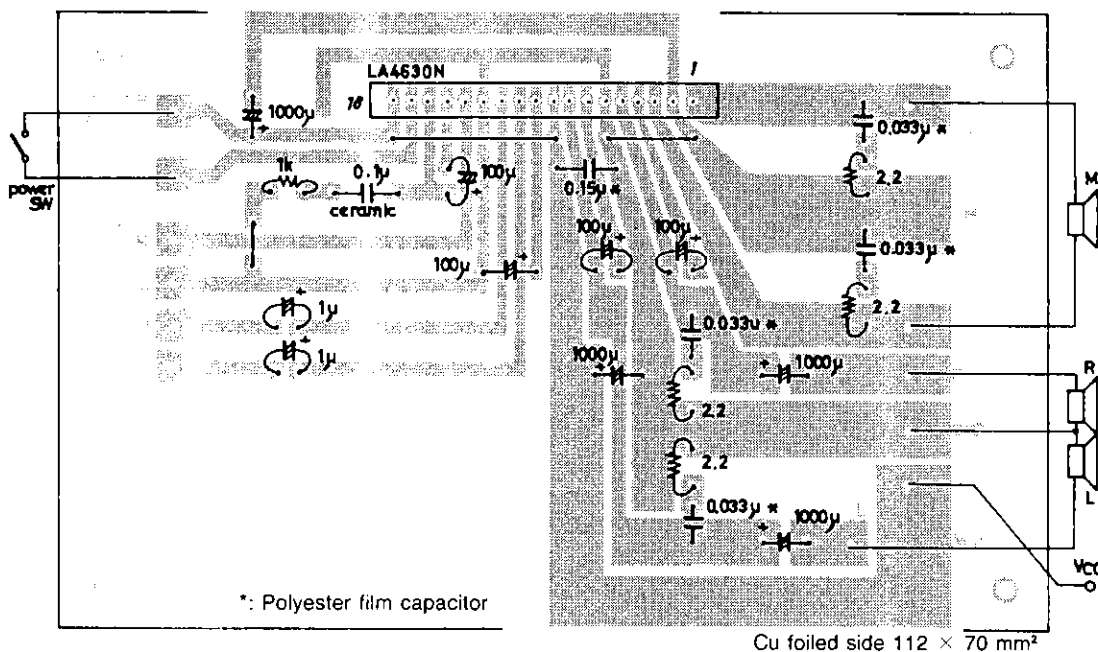 LA4630N
1
18
1000μ
+
0.033μ *
power
SW
1k
0.1μ
ceramic
100μ
+
0.15μ *
2.2
M
100μ
+
100μ
+
100μ
+
0.033μ *
+
1μ
2.2
+
1μ
0.033μ *
1000μ
+
1000μ
+
R
2.2
2.2
L
0.033μ *
1000μ
+
VCC
*: Polyester film capacitor
Cu foiled side 112 × 70 mm²